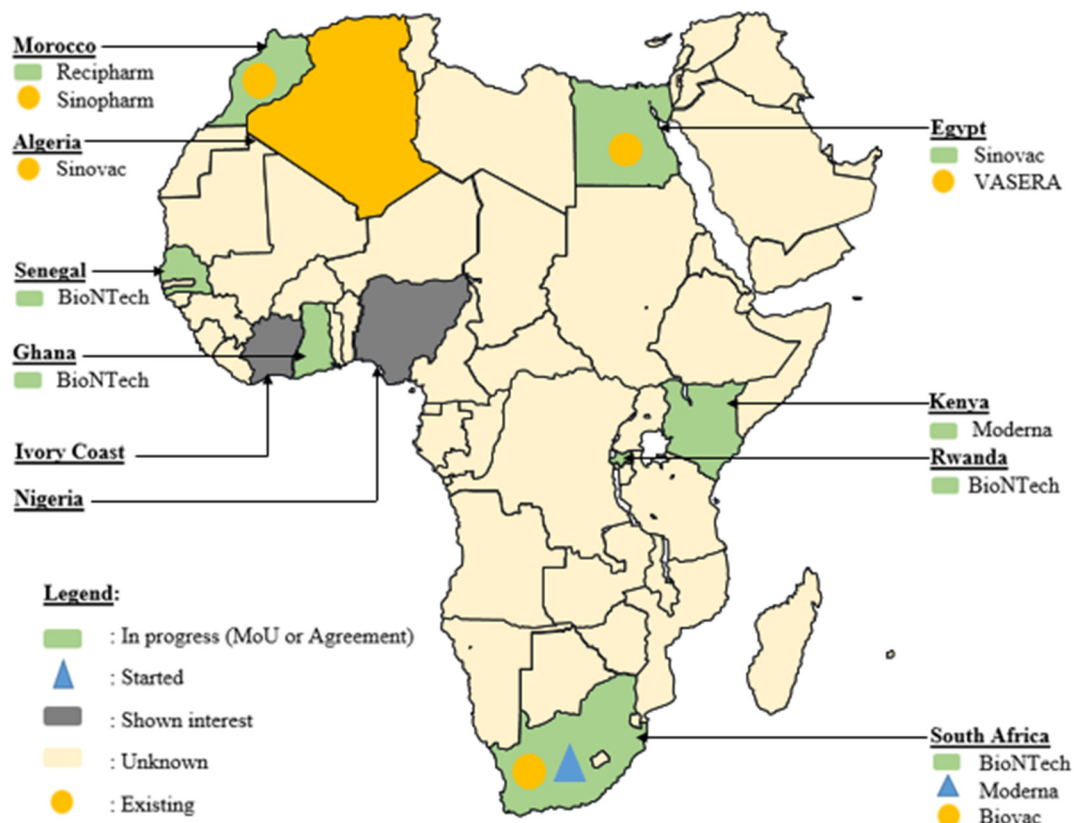 Morocco
Recipharm
Sinopharm
Algeria
Sinovac
Senegal
BioNTech
Ghana
BioNTech
Ivory Coast
Nigeria
Egypt
Sinovac
VASERA
Kenya
Moderna
Rwanda
BioNTech
South Africa
BioNTech
Moderna
Biovac
Legend:
: In progress (MoU or Agreement)
: Started
: Shown interest
: Unknown
: Existing